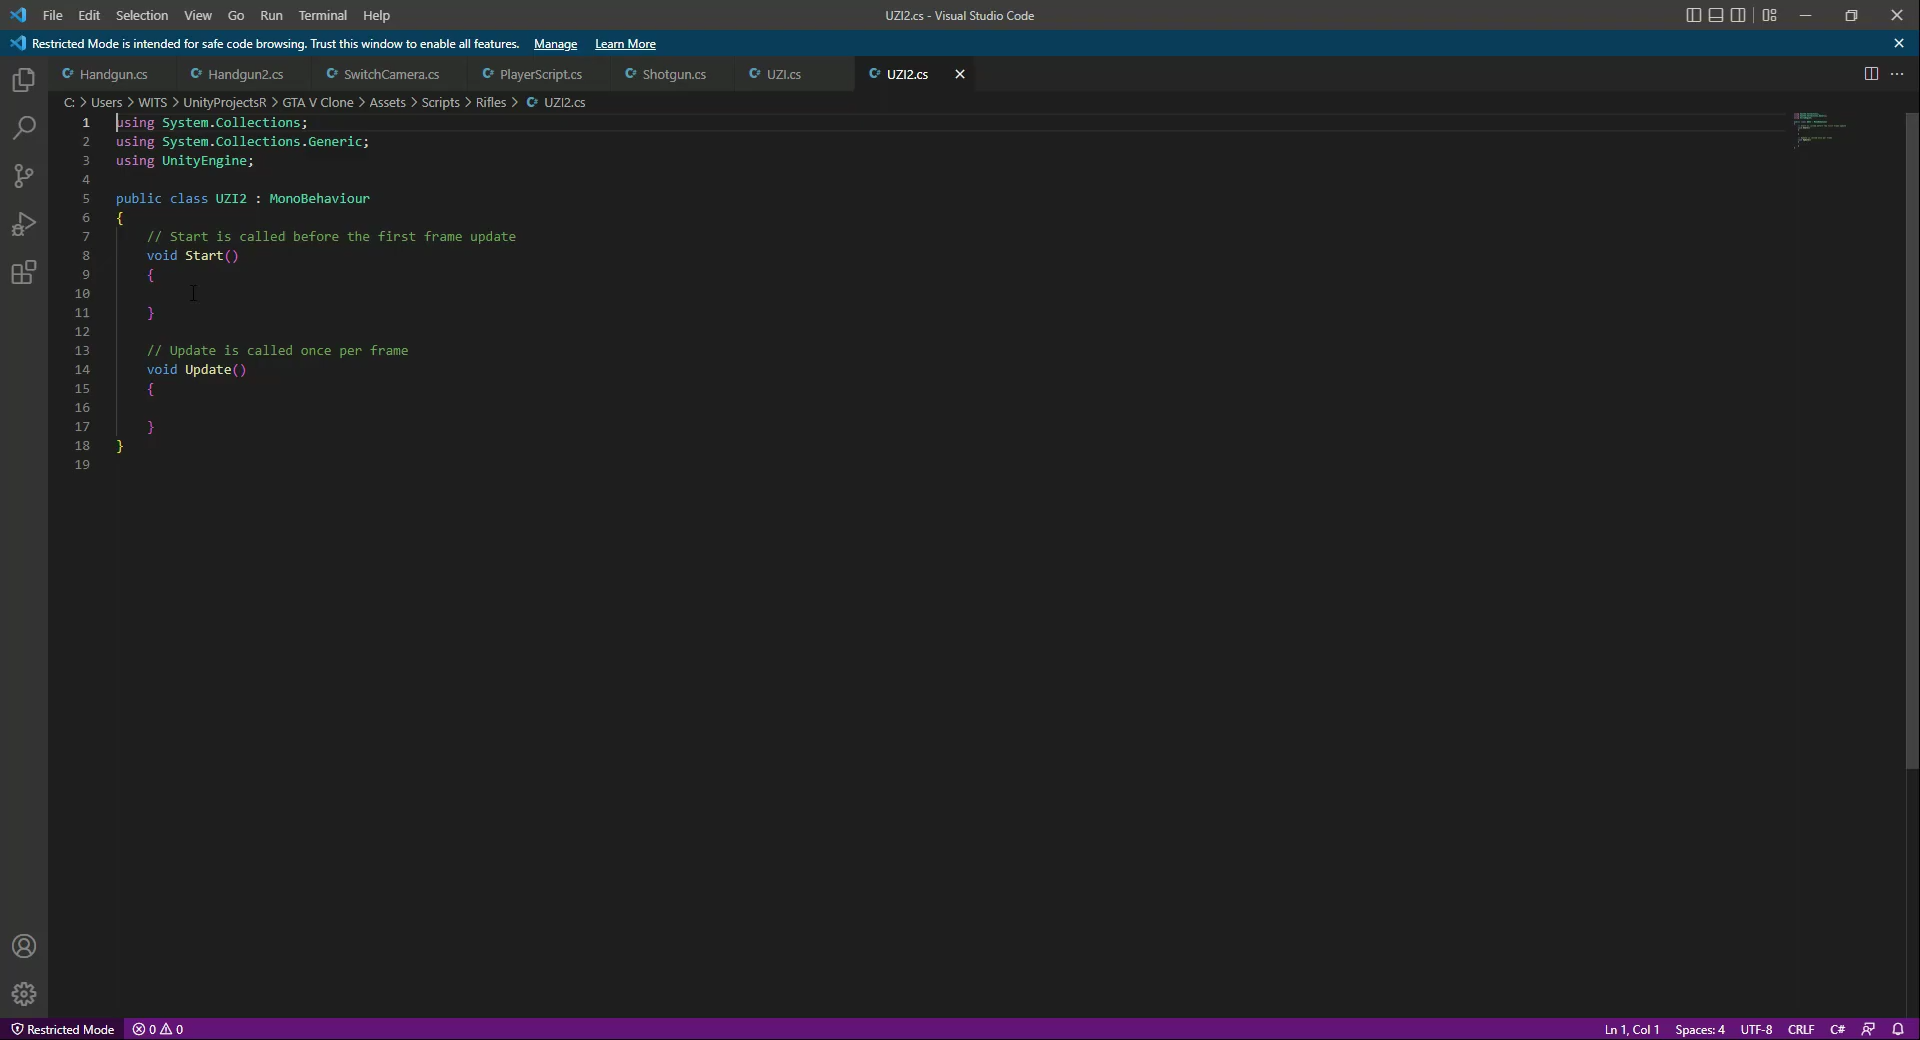 File Edit Selection View Go Run Terminal Help UZI2.cs - Visual Studio Code
Restricted Mode is intended for safe code browsing. Trust this window to enable all features. Manage Learn More
Handgun.cs Handgun2.cs SwitchCamera.cs PlayerScript.cs Shotgun.cs UZI.cs UZI2.cs
C: > Users > WITS > UnityProjectsR > GTA V Clone > Assets > Scripts > Rifles > UZI2.cs
1 using System.Collections;
2 using System.Collections.Generic;
3 using UnityEngine;
4
5 public class UZI2 : MonoBehaviour
6 {
7 // Start is called before the first frame update
8 void Start()
9 {
10
11 }
12
13 // Update is called once per frame
14 void Update()
15 {
16
17 }
18 }
19
Restricted Mode 0 0 Ln 1, Col 1 Spaces: 4 UTF-8 CRLF C#